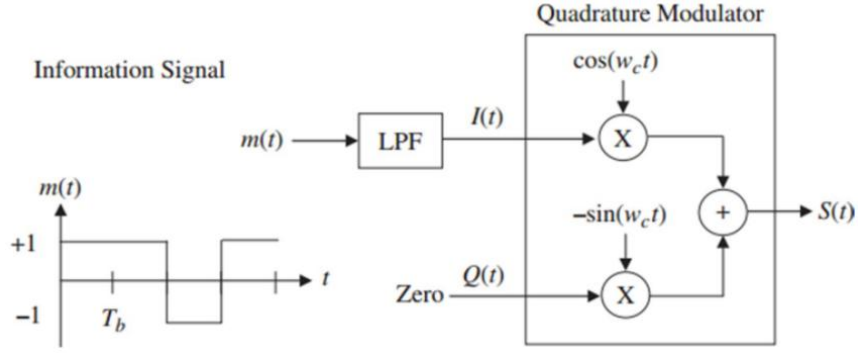 Quadrature Modulator
Information Signal
cos(w_c t)
I(t)
m(t)
LPF
X
m(t)
+1
−sin(w_c t)
+
S(t)
t
Q(t)
Zero
X
−1
T_b